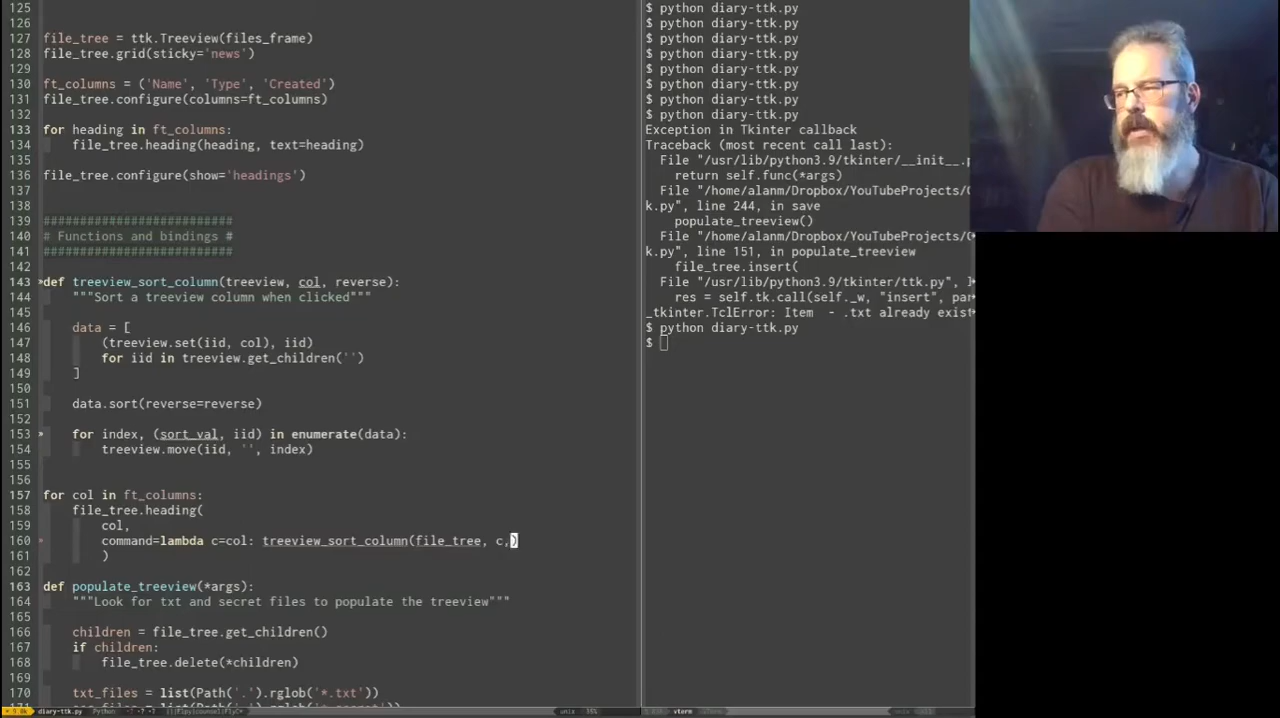 125
126
127 file_tree = ttk.Treeview(files_frame)
128 file_tree.grid(sticky='news')
129
130 ft_columns = ('Name', 'Type', 'Created')
131 file_tree.configure(columns=ft_columns)
132
133 for heading in ft_columns:
134 file_tree.heading(heading, text=heading)
135
136 file_tree.configure(show='headings')
137
138
139 ##########################
140 # Functions and bindings #
141 ##########################
142
143 def treeview_sort_column(treeview, col, reverse):
144 """Sort a treeview column when clicked"""
145
146 data = [
147 (treeview.set(iid, col), iid)
148 for iid in treeview.get_children('')
149 ]
150
151 data.sort(reverse=reverse)
152
153 for index, (sort_val, iid) in enumerate(data):
154 treeview.move(iid, '', index)
155
156
157 for col in ft_columns:
158 file_tree.heading(
159 col,
160 command=lambda c=col: treeview_sort_column(file_tree, c,)
161 )
162
163 def populate_treeview(*args):
164 """Look for txt and secret files to populate the treeview"""
165
166 children = file_tree.get_children()
167 if children:
168 file_tree.delete(*children)
169
170 txt_files = list(Path('.').rglob('*.txt'))
diary-ttk.py Python
unix 35%
$ python diary-ttk.py
$ python diary-ttk.py
$ python diary-ttk.py
$ python diary-ttk.py
$ python diary-ttk.py
$ python diary-ttk.py
$ python diary-ttk.py
$ python diary-ttk.py
Exception in Tkinter callback
Traceback (most recent call last):
File "/usr/lib/python3.9/tkinter/__init__.p
return self.func(*args)
File "/home/alanm/Dropbox/YouTubeProjects/
k.py", line 244, in save
populate_treeview()
File "/home/alanm/Dropbox/YouTubeProjects/
k.py", line 151, in populate_treeview
file_tree.insert(
File "/usr/lib/python3.9/tkinter/ttk.py", l
res = self.tk.call(self._w, "insert", par
_tkinter.TclError: Item - .txt already exist
$ python diary-ttk.py
$
vterm